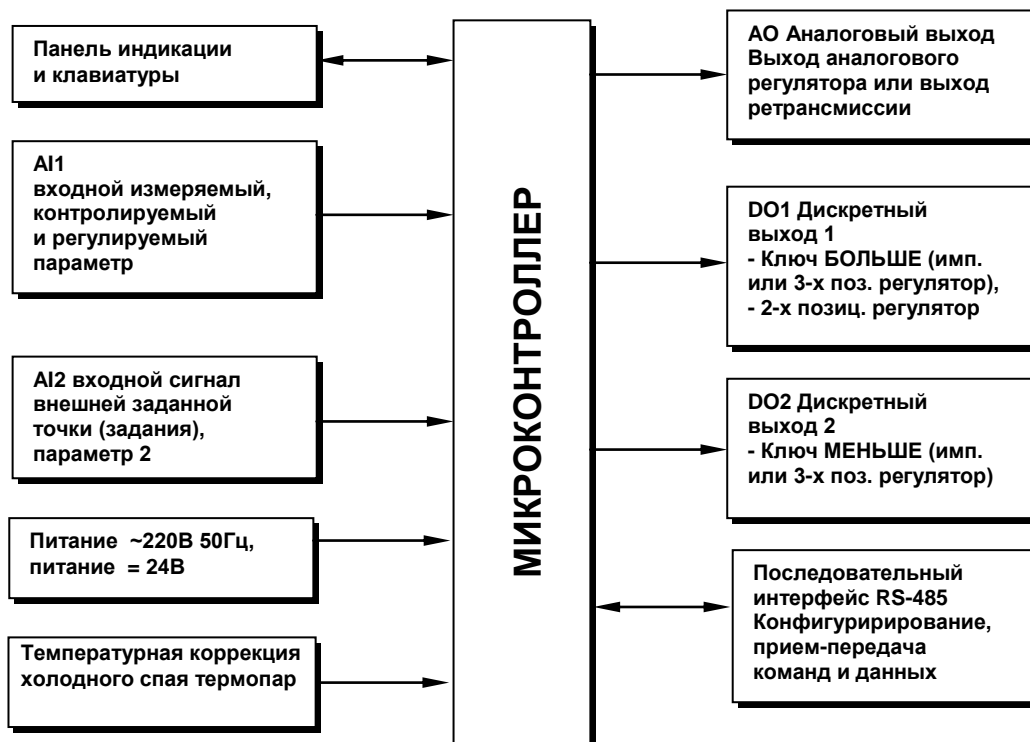 Панель индикации
и клавиатуры
AI1
входной измеряемый,
контролируемый
и регулируемый
параметр
AI2 входной сигнал
внешней заданной
точки (задания),
параметр 2
Питание ~220В 50Гц,
питание = 24В
Температурная коррекция
холодного спая термопар
МИКРОКОНТРОЛЛЕР
АО Аналоговый выход
Выход аналогового
регулятора или выход
ретрансмиссии
DO1 Дискретный
выход 1
- Ключ БОЛЬШЕ (имп.
или 3-х поз. регулятор),
- 2-х позиц. регулятор
DO2 Дискретный
выход 2
- Ключ МЕНЬШЕ (имп.
или 3-х поз. регулятор)
Последовательный
интерфейс RS-485
Конфигуририрование,
прием-передача
команд и данных